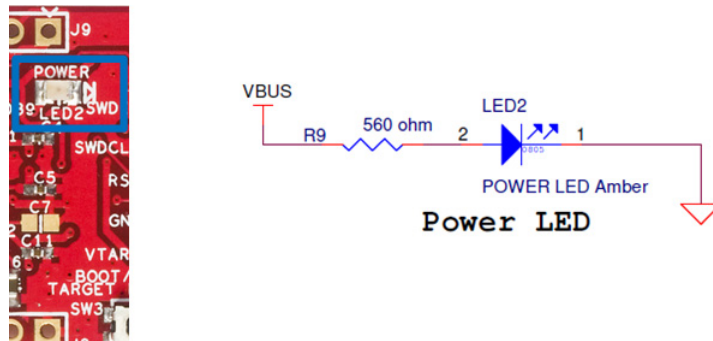 J9
POWER
LED2
SWD
SWDCL
C5
RS
C7
GN
C11
VTAR
BOOT/
TARGET
SW3
VBUS
R9
560 ohm
2
LED2
1
0805
POWER LED Amber
Power LED